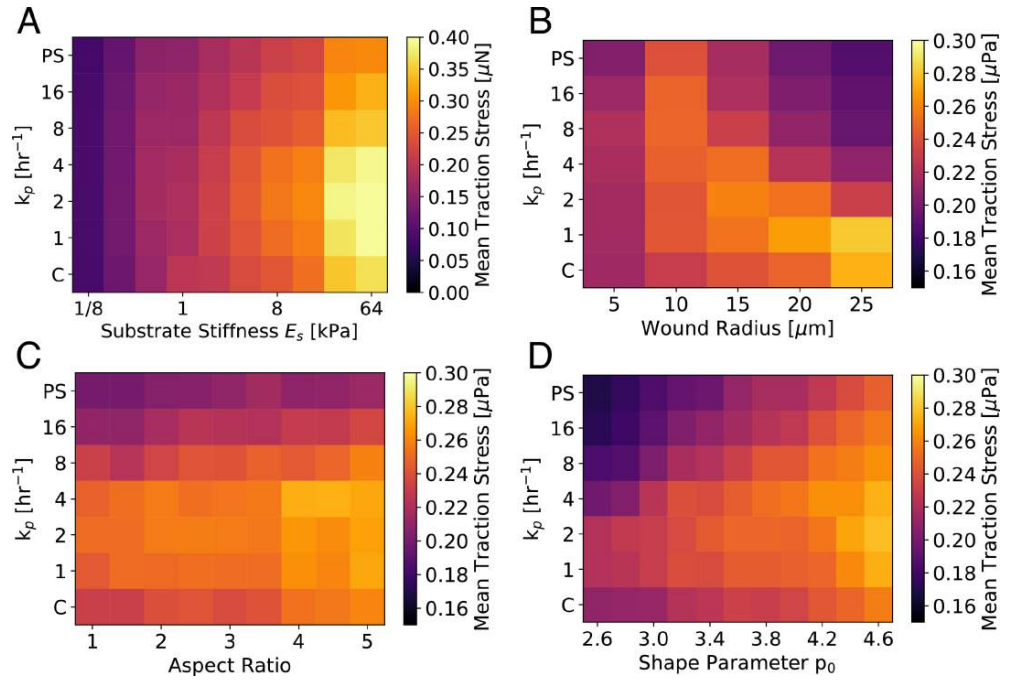 A
PS
16
8
4
2
1
C
k_p [hr⁻¹]
1/8 1 8 64
Substrate Stiffness E_s [kPa]
0.40
0.35
0.30
0.25
0.20
0.15
0.10
0.05
0.00
Mean Traction Stress [μN]
B
PS
16
8
4
2
1
C
k_p [hr⁻¹]
5 10 15 20 25
Wound Radius [μm]
0.30
0.28
0.26
0.24
0.22
0.20
0.18
0.16
Mean Traction Stress [μPa]
C
PS
16
8
4
2
1
C
k_p [hr⁻¹]
1 2 3 4 5
Aspect Ratio
0.30
0.28
0.26
0.24
0.22
0.20
0.18
0.16
Mean Traction Stress [μPa]
D
PS
16
8
4
2
1
C
k_p [hr⁻¹]
2.6 3.0 3.4 3.8 4.2 4.6
Shape Parameter p₀
0.30
0.28
0.26
0.24
0.22
0.20
0.18
0.16
Mean Traction Stress [μPa]